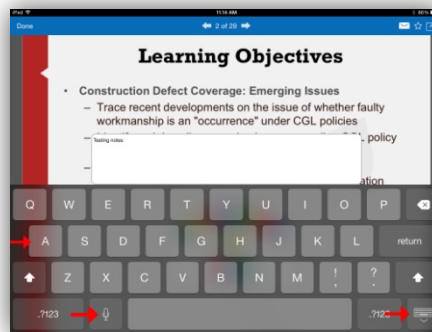 iPad 11:14 AM 86%
Done 2 of 29
Learning Objectives
• Construction Defect Coverage: Emerging Issues
– Trace recent developments on the issue of whether faulty
workmanship is an "occurrence" under CGL policies
policy
Testing notes
Q W E R T Y U I O P
A S D F G H J K L return
Z X C V B N M ! , ? .
.?123 .?123